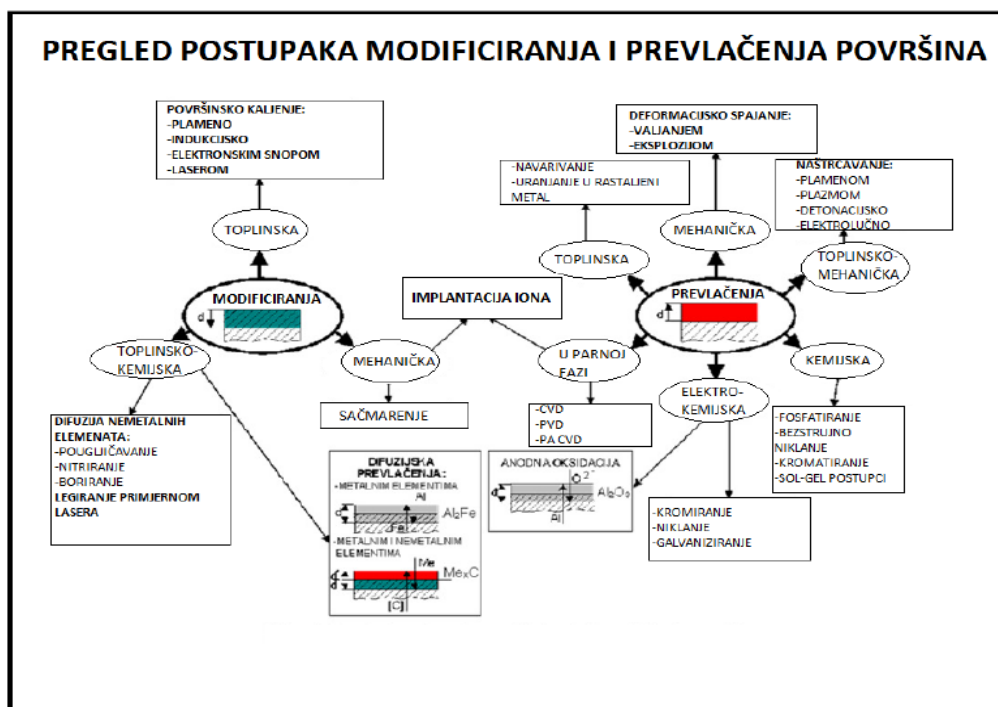 PREGLED POSTUPAKA MODIFICIRANJA I PREVLAČENJA POVRŠINA
POVRŠINSKO KALJENJE:
-PLAMENO
-INDUKCIJSKO
-ELEKTRONSKIM SNOPOM
-LASEROM
DEFORMACIJSKO SPAJANJE:
-VALJANJEM
-EKSPLOZIJOM
-NAVARIVANJE
-URANJANJE U RASTALJENI
METAL
NAŠTRCAVANJE:
-PLAMENOM
-PLAZMOM
-DETONACIJSKO
-ELEKTROLUČNO
TOPLINSKA
MEHANIČKA
TOPLINSKA
TOPLINSKO-
MEHANIČKA
MODIFICIRANJA
d
IMPLANTACIJA IONA
PREVLAČENJA
d
TOPLINSKO-
KEMIJSKA
MEHANIČKA
U PARNOJ
FAZI
KEMIJSKA
ELEKTRO-
KEMIJSKA
SAČMARENJE
-CVD
-PVD
-PA CVD
DIFUZIJA NEMETALNIH
ELEMENATA:
-POUGLJIČAVANJE
-NITRIRANJE
-BORIRANJE
LEGIRANJE PRIMJERNOM
LASERA
-FOSFATIRANJE
-BEZSTRUJNO
NIKLANJE
-KROMATIRANJE
-SOL-GEL POSTUPCI
DIFUZIJSKA
PREVLAČENJA:
-METALNIM ELEMENTIMA
Al
d
Al₂Fe
Fe
-METALNIM I NEMETALNIM
ELEMENTIMA
Me
d
d
MeₓC
[C]
ANODNA OKSIDACIJA
O²⁻
d
Al₂O₃
Al
-KROMIRANJE
-NIKLANJE
-GALVANIZIRANJE